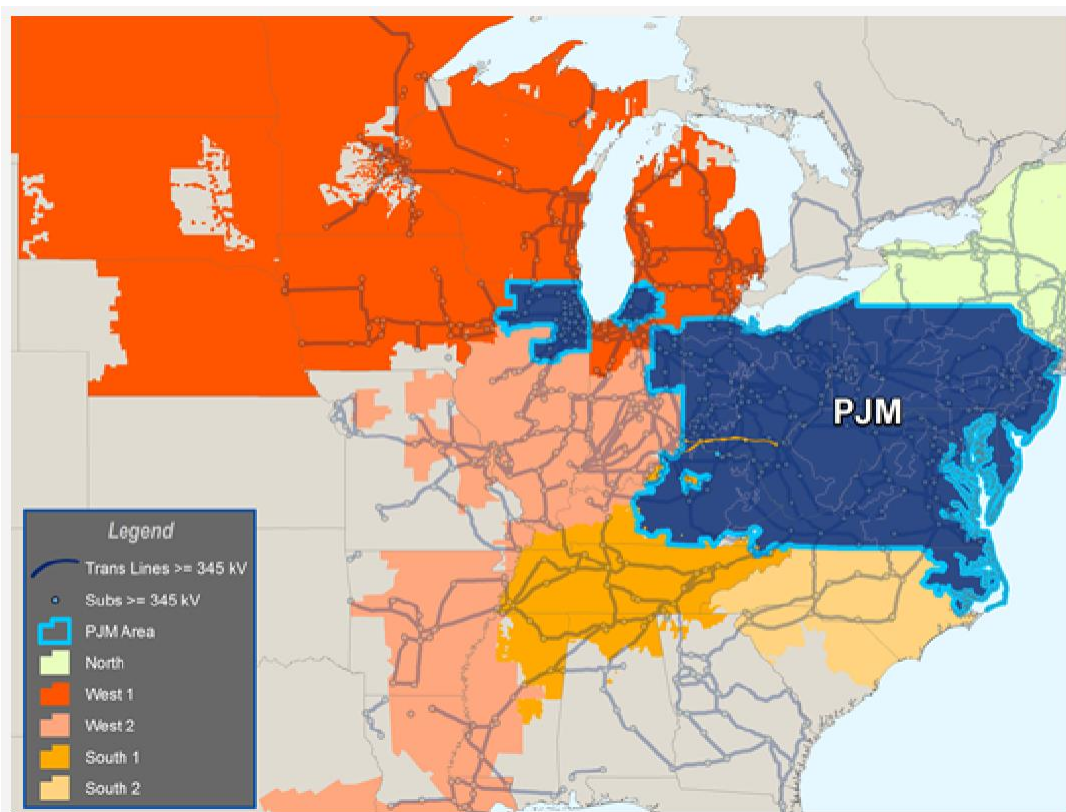 PJM
Legend
Trans Lines >= 345 kV
Subs >= 345 kV
PJM Area
North
West 1
West 2
South 1
South 2